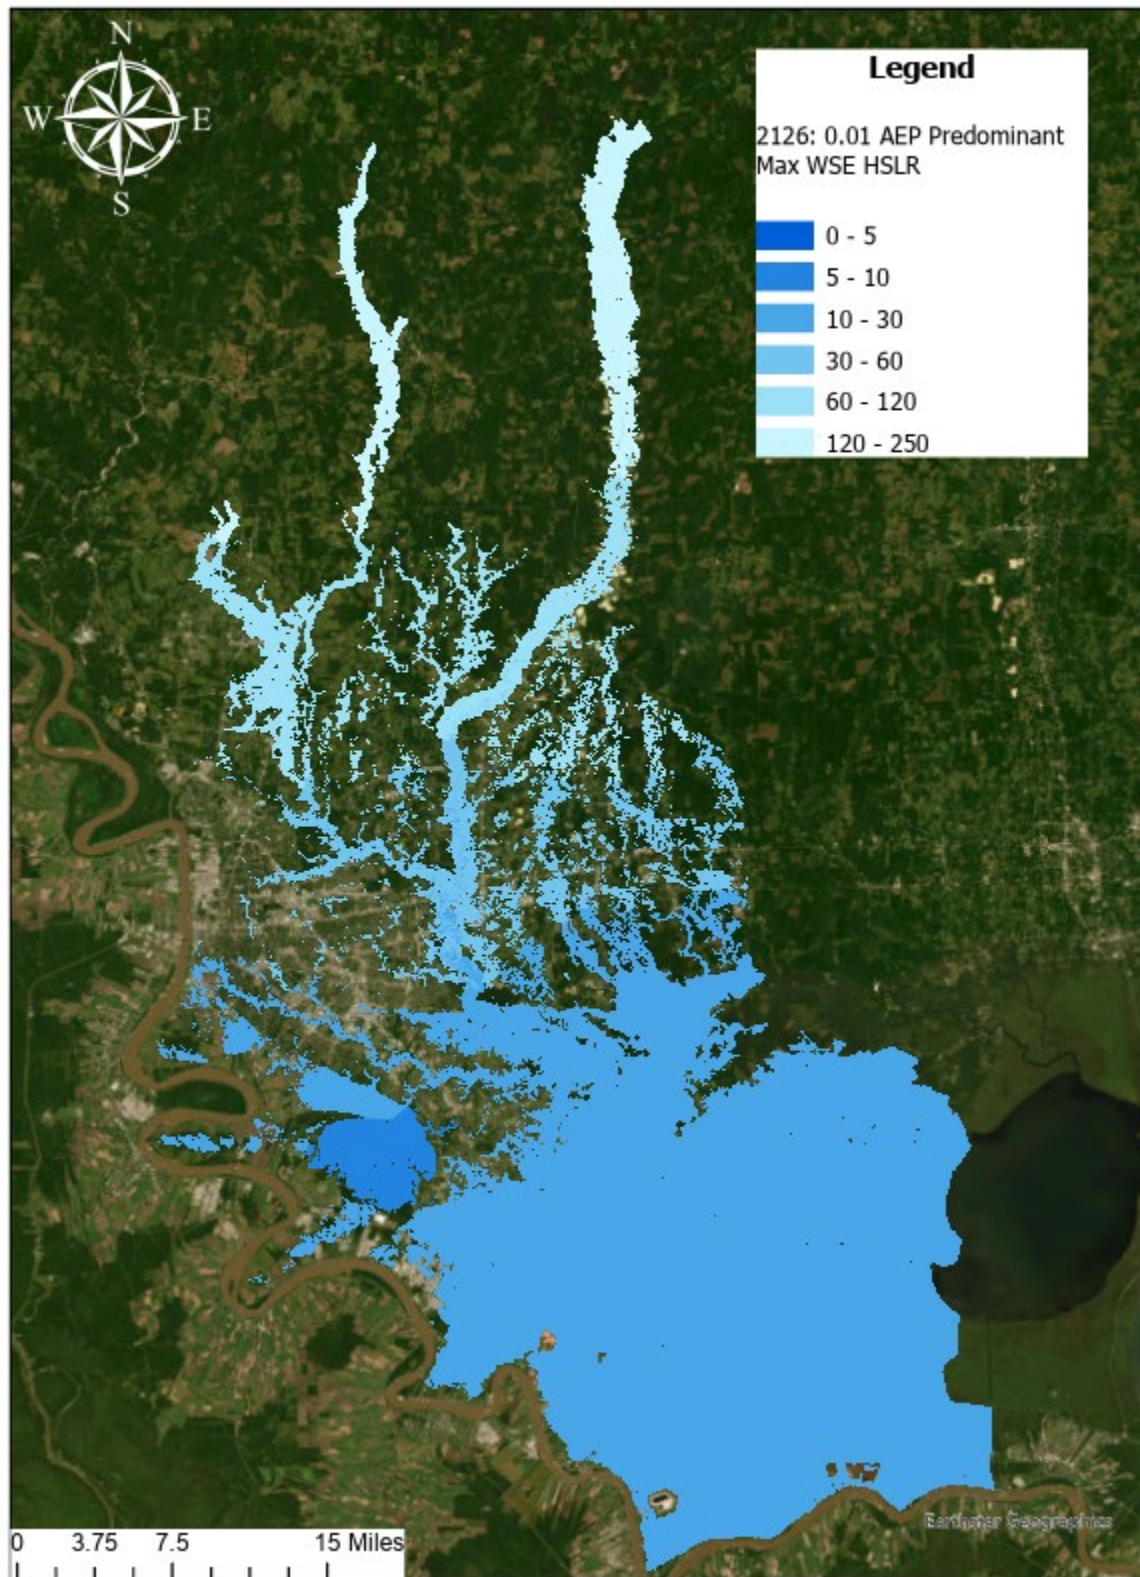 N
W E
S
Legend
2126: 0.01 AEP Predominant
Max WSE HSLR
0 - 5
5 - 10
10 - 30
30 - 60
60 - 120
120 - 250
Earthstar Geographics
0 3.75 7.5 15 Miles